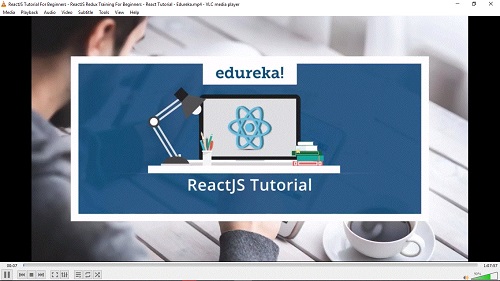 ReactJS Tutorial For Beginners - ReactJS Redux Training For Beginners - React Tutorial - Edureka.mp4 - VLC media player
Media Playback Audio Video Subtitle Tools View Help
edureka!
ReactJS Tutorial
00:07
1:07:07